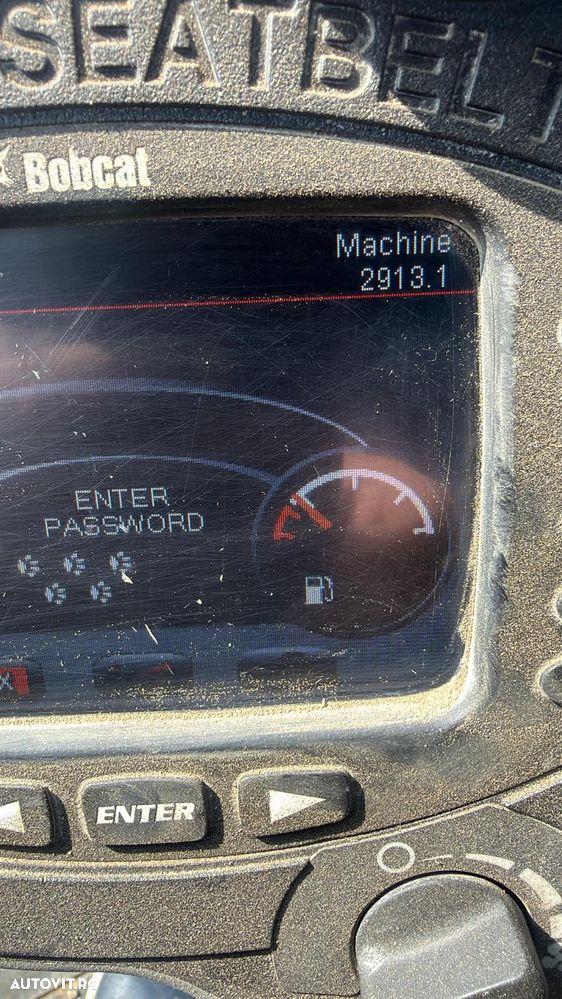 SEATBELT
Bobcat
Machine
2913.1
ENTER
PASSWORD
X
ENTER
AUTOVIT.RO